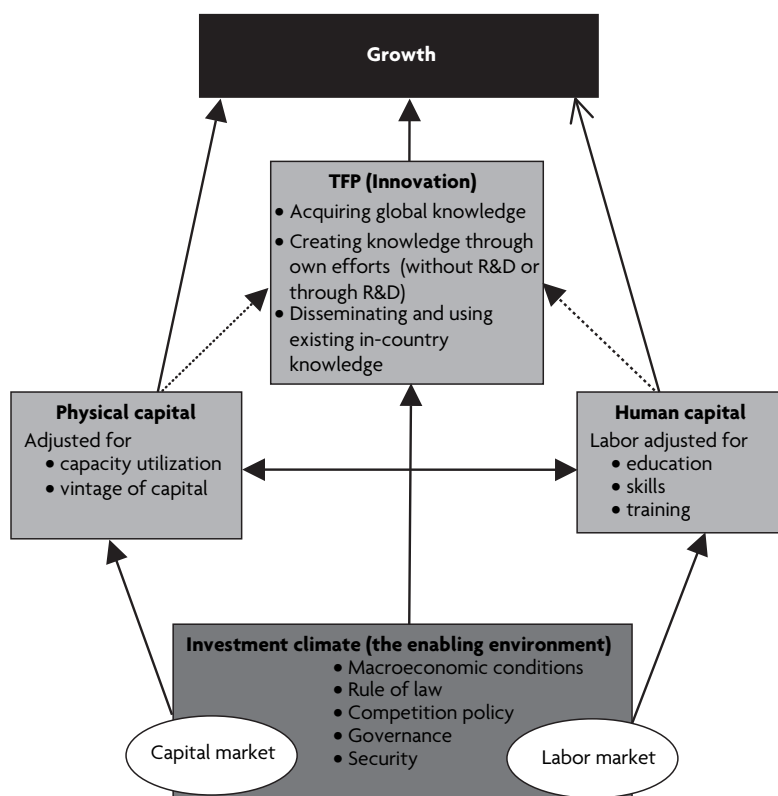 Growth
TFP (Innovation)
• Acquiring global knowledge
• Creating knowledge through
own efforts (without R&D or
through R&D)
• Disseminating and using
existing in-country
knowledge
Physical capital
Adjusted for
• capacity utilization
• vintage of capital
Human capital
Labor adjusted for
• education
• skills
• training
Investment climate (the enabling environment)
• Macroeconomic conditions
• Rule of law
• Competition policy
• Governance
• Security
Capital market
Labor market